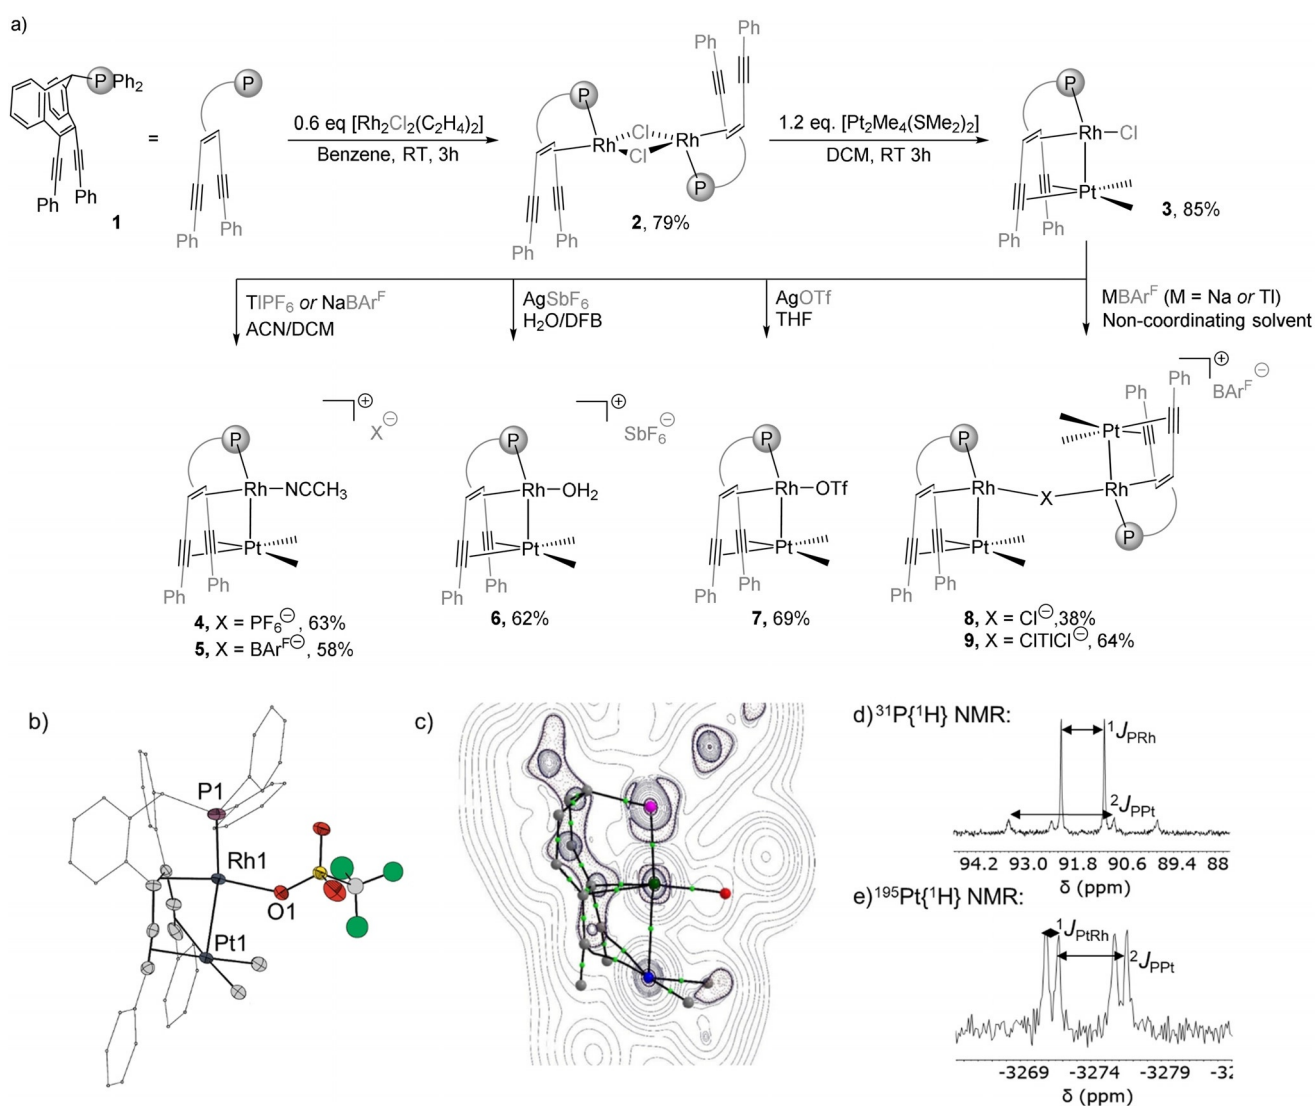 a)
P
PPh2
Ph
Ph
1
=
P
Ph
Ph
0.6 eq [Rh2Cl2(C2H4)2]
Benzene, RT, 3h
Ph
Ph
P
Rh
Cl
Cl
Rh
P
Ph
Ph
2, 79%
1.2 eq. [Pt2Me4(SMe2)2]
DCM, RT 3h
P
Rh
Cl
Pt
Ph
Ph
3, 85%
TlPF6 or NaBArF
ACN/DCM
AgSbF6
H2O/DFB
AgOTf
THF
MBArF (M = Na or Tl)
Non-coordinating solvent
P
Rh–NCCH3
Pt
Ph
Ph
+
X–
4, X = PF6–, 63%
5, X = BArF–, 58%
P
Rh–OH2
Pt
Ph
Ph
+
SbF6–
6, 62%
P
Rh–OTf
Pt
Ph
Ph
7, 69%
P
Rh
Pt
Ph
Ph
X
Ph
Ph
Pt
Rh
P
+
BArF–
8, X = Cl–,38%
9, X = ClTlCl–, 64%
b)
P1
Rh1
O1
Pt1
c)
d) 31P{1H} NMR:
1JPRh
2JPPt
94.2 93.0 91.8 90.6 89.4 88
δ (ppm)
e) 195Pt{1H} NMR:
1JPtRh
2JPPt
-3269 -3274 -3279
δ (ppm)